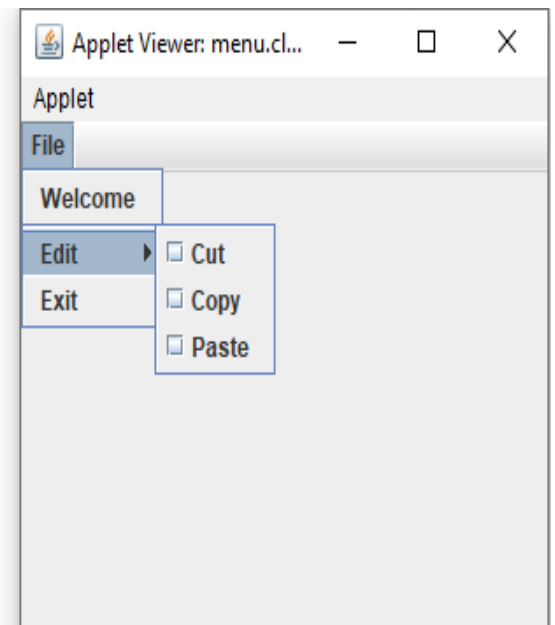 Applet Viewer: menu.cl...
Applet
File
Welcome
Edit
Cut
Exit
Copy
Paste